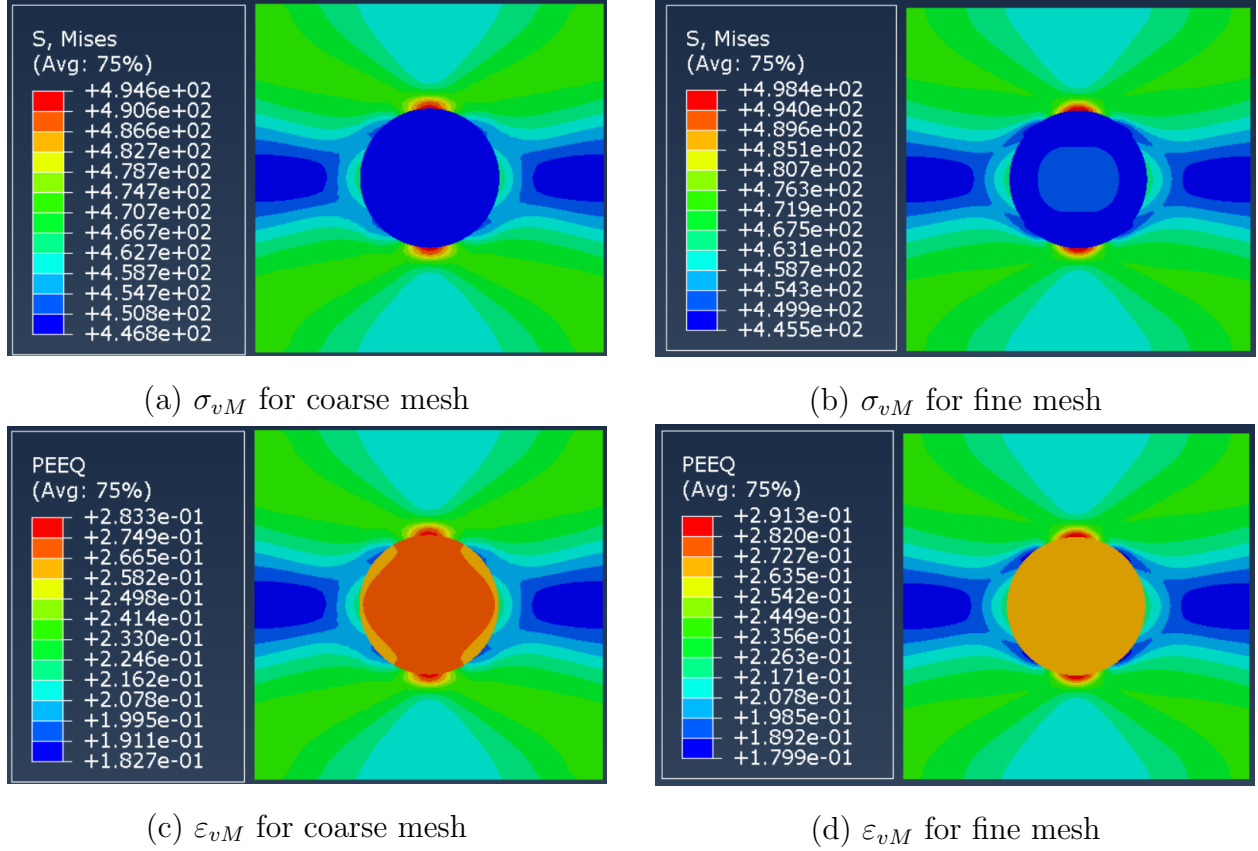 S, Mises
(Avg: 75%)
+4.946e+02
+4.906e+02
+4.866e+02
+4.827e+02
+4.787e+02
+4.747e+02
+4.707e+02
+4.667e+02
+4.627e+02
+4.587e+02
+4.547e+02
+4.508e+02
+4.468e+02
(a) σ_{vM} for coarse mesh
S, Mises
(Avg: 75%)
+4.984e+02
+4.940e+02
+4.896e+02
+4.851e+02
+4.807e+02
+4.763e+02
+4.719e+02
+4.675e+02
+4.631e+02
+4.587e+02
+4.543e+02
+4.499e+02
+4.455e+02
(b) σ_{vM} for fine mesh
PEEQ
(Avg: 75%)
+2.833e-01
+2.749e-01
+2.665e-01
+2.582e-01
+2.498e-01
+2.414e-01
+2.330e-01
+2.246e-01
+2.162e-01
+2.078e-01
+1.995e-01
+1.911e-01
+1.827e-01
(c) ε_{vM} for coarse mesh
PEEQ
(Avg: 75%)
+2.913e-01
+2.820e-01
+2.727e-01
+2.635e-01
+2.542e-01
+2.449e-01
+2.356e-01
+2.263e-01
+2.171e-01
+2.078e-01
+1.985e-01
+1.892e-01
+1.799e-01
(d) ε_{vM} for fine mesh